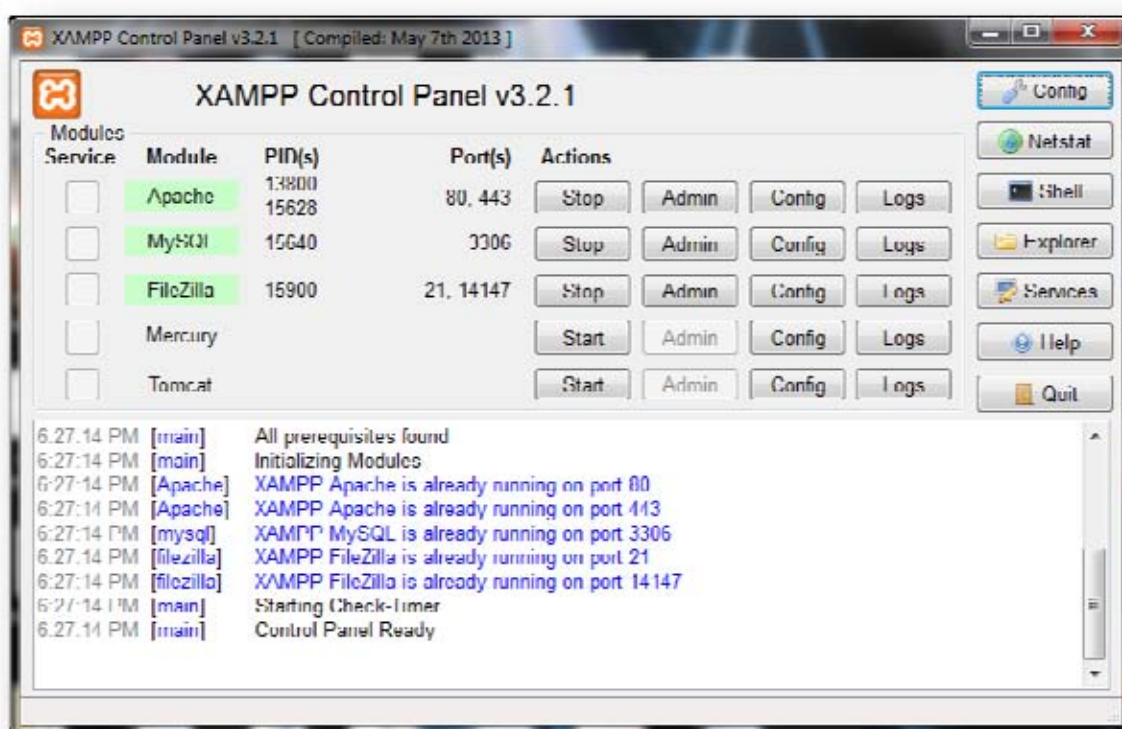 XAMPP Control Panel v3.2.1 [ Compiled: May 7th 2013 ]
XAMPP Control Panel v3.2.1
Config
Modules
Service Module PID(s) Port(s) Actions
Netstat
Apache 13800 15628 80, 443 Stop Admin Config Logs
Shell
MySQL 15640 3306 Stop Admin Config Logs
Explorer
FileZilla 15900 21, 14147 Stop Admin Config Logs
Services
Mercury Start Admin Config Logs
Help
Tomcat Start Admin Config Logs
Quit
6:27:14 PM [main] All prerequisites found
6:27:14 PM [main] Initializing Modules
6:27:14 PM [Apache] XAMPP Apache is already running on port 80
6:27:14 PM [Apache] XAMPP Apache is already running on port 443
6:27:14 PM [mysql] XAMPP MySQL is already running on port 3306
6:27:14 PM [filezilla] XAMPP FileZilla is already running on port 21
6:27:14 PM [filezilla] XAMPP FileZilla is already running on port 14147
6:27:14 PM [main] Starting Check-Timer
6:27:14 PM [main] Control Panel Ready